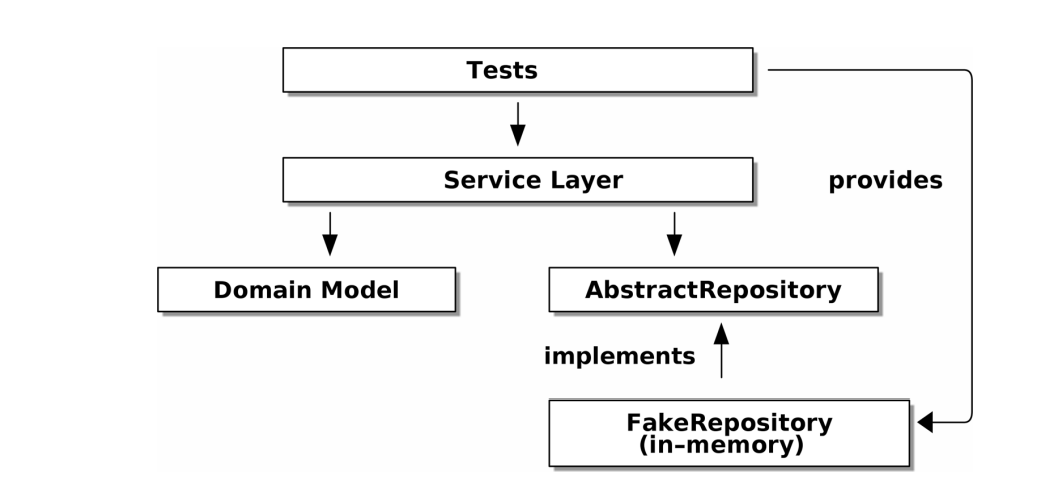 Tests
Service Layer
provides
Domain Model
AbstractRepository
implements
FakeRepository
(in–memory)